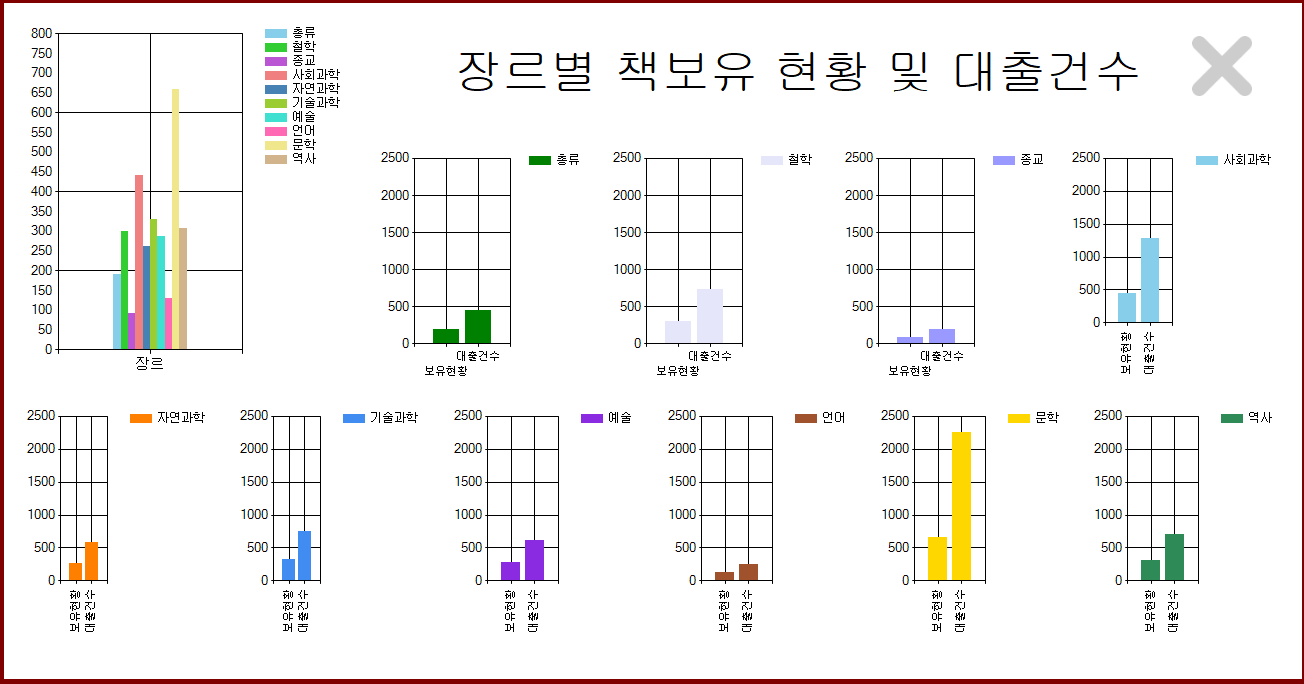 장르별 책보유 현황 및 대출건수
800
750
700
650
600
550
500
450
400
350
300
250
200
150
100
50
0
장르
총류
철학
종교
사회과학
자연과학
기술과학
예술
언어
문학
역사
2500
2000
1500
1000
500
0
대출건수
보유현황
총류
2500
2000
1500
1000
500
0
대출건수
보유현황
철학
2500
2000
1500
1000
500
0
대출건수
보유현황
종교
2500
2000
1500
1000
500
0
보유현황
대출건수
사회과학
2500
2000
1500
1000
500
0
보유현황
대출건수
자연과학
2500
2000
1500
1000
500
0
보유현황
대출건수
기술과학
2500
2000
1500
1000
500
0
보유현황
대출건수
예술
2500
2000
1500
1000
500
0
보유현황
대출건수
언어
2500
2000
1500
1000
500
0
보유현황
대출건수
문학
2500
2000
1500
1000
500
0
보유현황
대출건수
역사